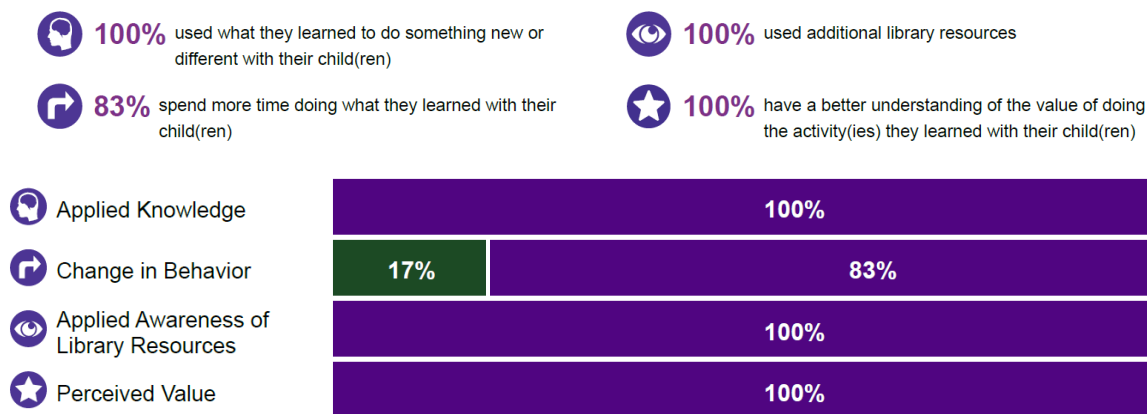 100% used what they learned to do something new or
different with their child(ren)
100% used additional library resources
83% spend more time doing what they learned with their
child(ren)
100% have a better understanding of the value of doing
the activity(ies) they learned with their child(ren)
Applied Knowledge
100%
Change in Behavior
17%
83%
Applied Awareness of
Library Resources
100%
Perceived Value
100%